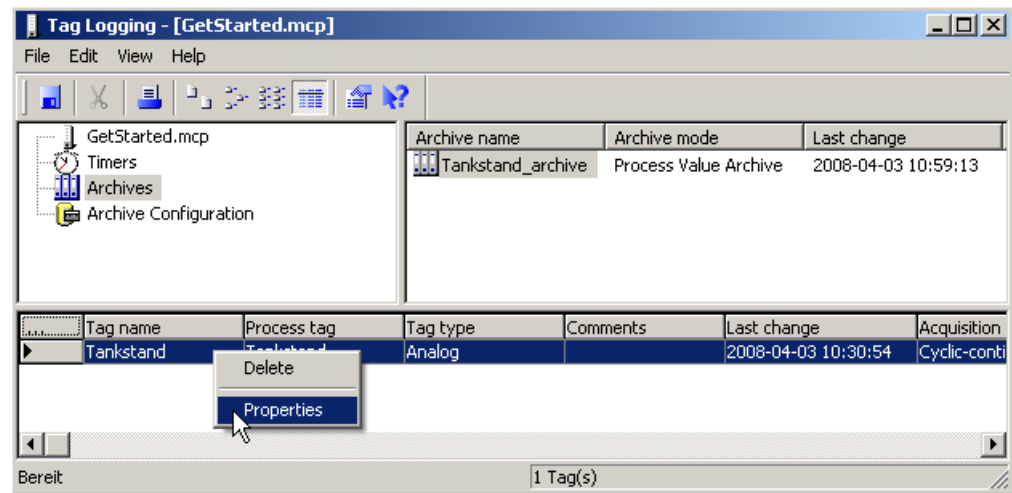 Tag Logging - [GetStarted.mcp]
File Edit View Help
GetStarted.mcp
Timers
Archives
Archive Configuration
Archive name Archive mode Last change
Tankstand_archive Process Value Archive 2008-04-03 10:59:13
Tag name Process tag Tag type Comments Last change Acquisition
Tankstand Tankstand Analog 2008-04-03 10:30:54 Cyclic-conti
Delete
Properties
Bereit 1 Tag(s)